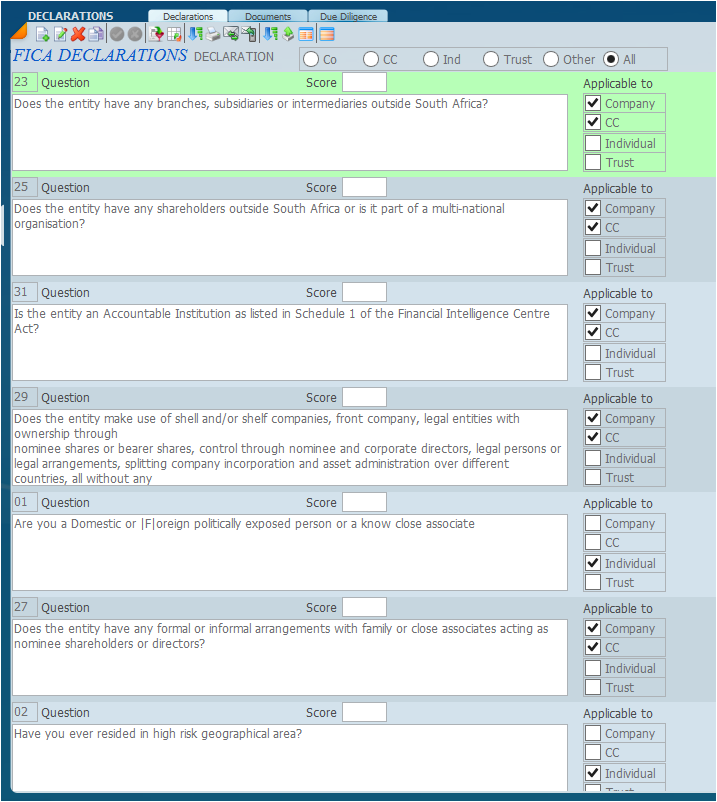 DECLARATIONS Declarations Documents Due Diligence
FICA DECLARATIONS DECLARATION Co CC Ind Trust Other All
23 Question Score Applicable to
Does the entity have any branches, subsidiaries or intermediaries outside South Africa?
Company
CC
Individual
Trust
25 Question Score Applicable to
Does the entity have any shareholders outside South Africa or is it part of a multi-national
organisation?
Company
CC
Individual
Trust
31 Question Score Applicable to
Is the entity an Accountable Institution as listed in Schedule 1 of the Financial Intelligence Centre
Act?
Company
CC
Individual
Trust
29 Question Score Applicable to
Does the entity make use of shell and/or shelf companies, front company, legal entities with
ownership through
nominee shares or bearer shares, control through nominee and corporate directors, legal persons or
legal arrangements, splitting company incorporation and asset administration over different
countries, all without any
Company
CC
Individual
Trust
01 Question Score Applicable to
Are you a Domestic or |F|oreign politically exposed person or a know close associate
Company
CC
Individual
Trust
27 Question Score Applicable to
Does the entity have any formal or informal arrangements with family or close associates acting as
nominee shareholders or directors?
Company
CC
Individual
Trust
02 Question Score Applicable to
Have you ever resided in high risk geographical area?
Company
CC
Individual
Trust